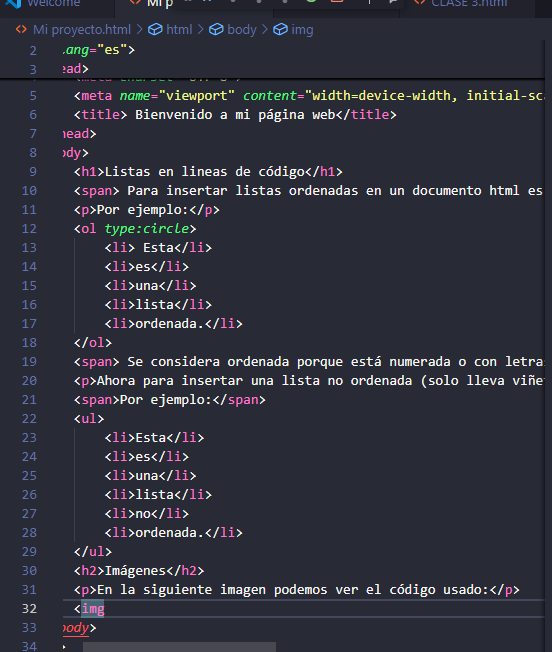 Welcome
Mi p
CLASE 3.html
Mi proyecto.html > html > body > img
2 lang="es">
3 ead>
5 <meta name="viewport" content="width=device-width, initial-sca
6 <title> Bienvenido a mi página web</title>
7 head>
8 ody>
9 <h1>Listas en lineas de código</h1>
10 <span> Para insertar listas ordenadas en un documento html es
11 <p>Por ejemplo:</p>
12 <ol type:circle>
13 <li> Esta</li>
14 <li>es</li>
15 <li>una</li>
16 <li>lista</li>
17 <li>ordenada.</li>
18 </ol>
19 <span> Se considera ordenada porque está numerada o con letras
20 <p>Ahora para insertar una lista no ordenada (solo lleva viñe
21 <span>Por ejemplo:</span>
22 <ul>
23 <li>Esta</li>
24 <li>es</li>
25 <li>una</li>
26 <li>lista</li>
27 <li>no</li>
28 <li>ordenada.</li>
29 </ul>
30 <h2>Imágenes</h2>
31 <p>En la siguiente imagen podemos ver el código usado:</p>
32 <img
33 body>
34 >